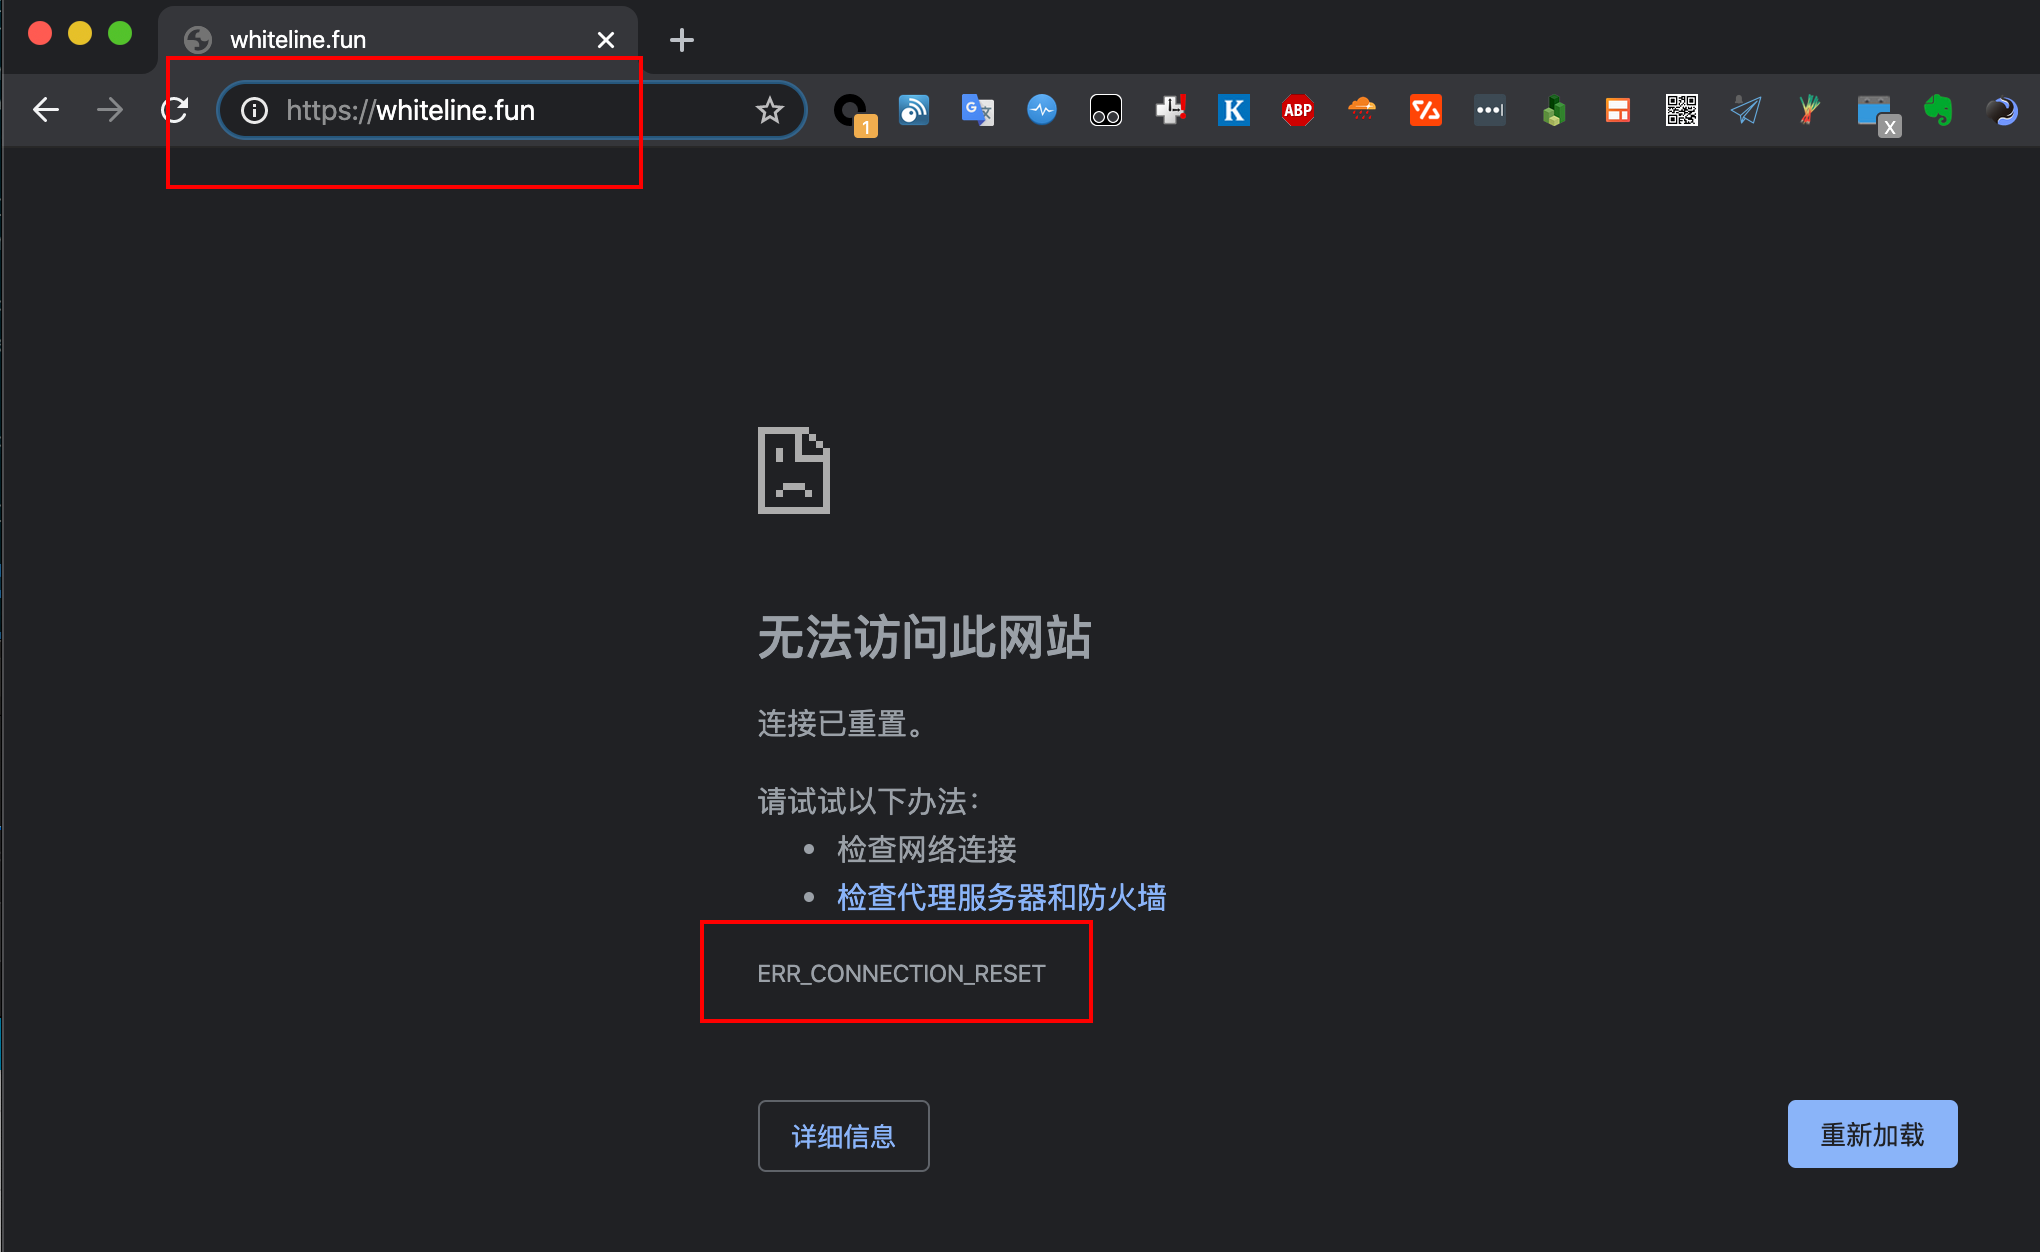 whiteline.fun
https://whiteline.fun
1
G 文
K
ABP
X
无法访问此网站
连接已重置。
请试试以下办法：
• 检查网络连接
• 检查代理服务器和防火墙
ERR_CONNECTION_RESET
详细信息
重新加载